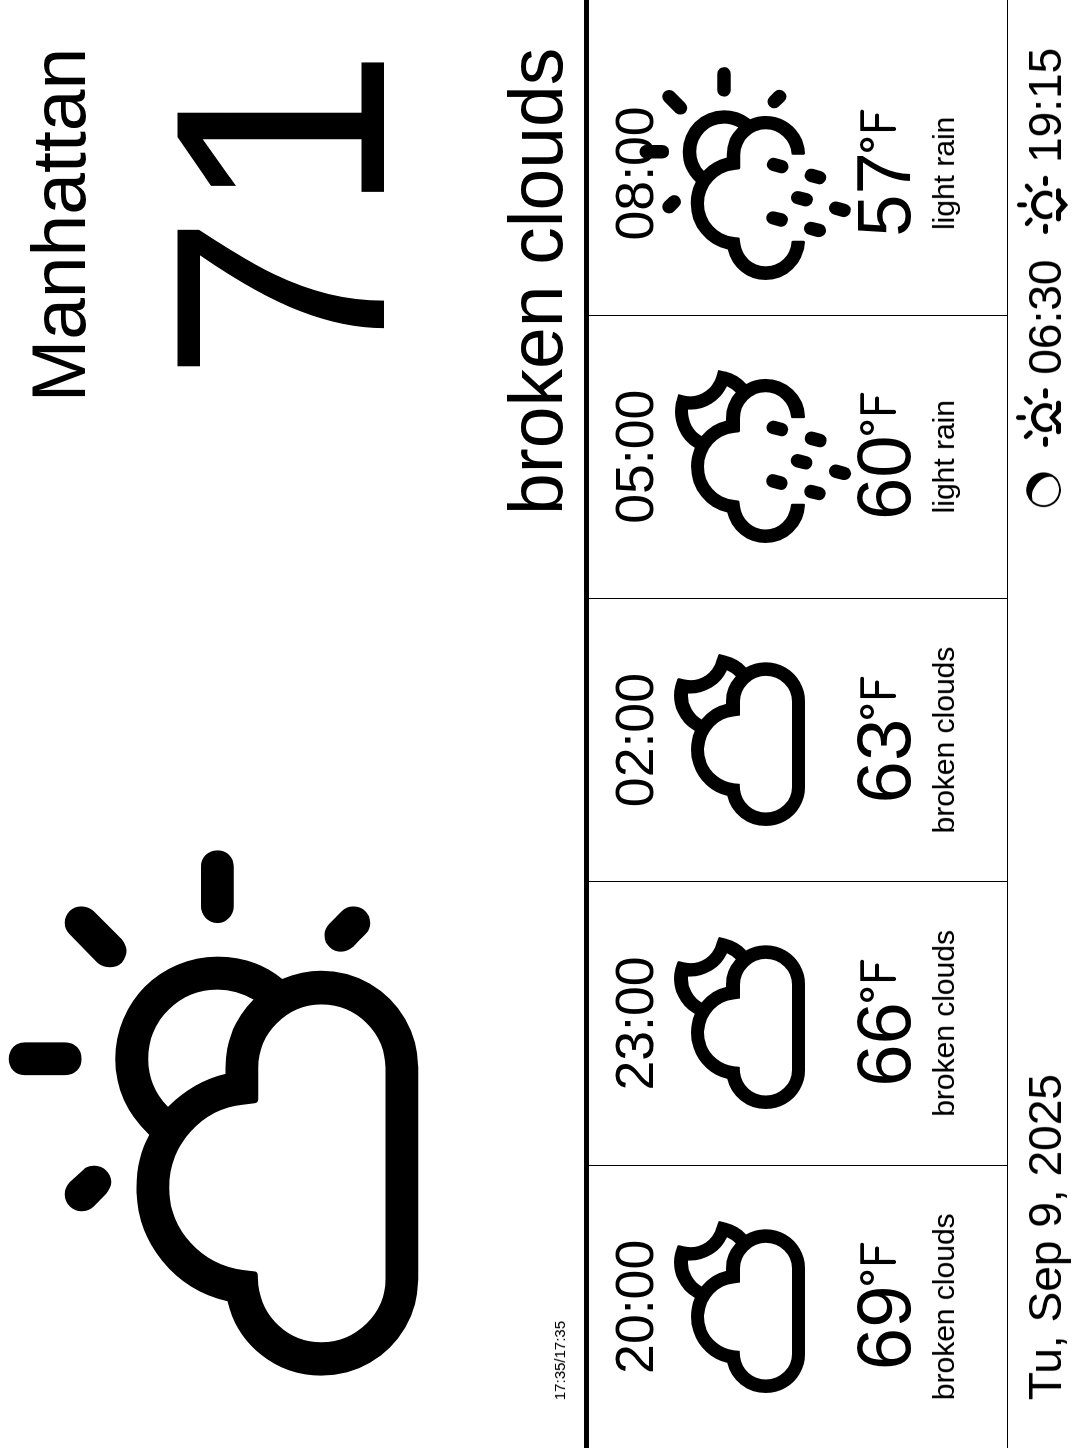 Manhattan
71
broken clouds
17:35/17:35
20:00
69°F
broken clouds
23:00
66°F
broken clouds
02:00
63°F
broken clouds
05:00
60°F
light rain
08:00
57°F
light rain
Tu, Sep 9, 2025
06:30
19:15